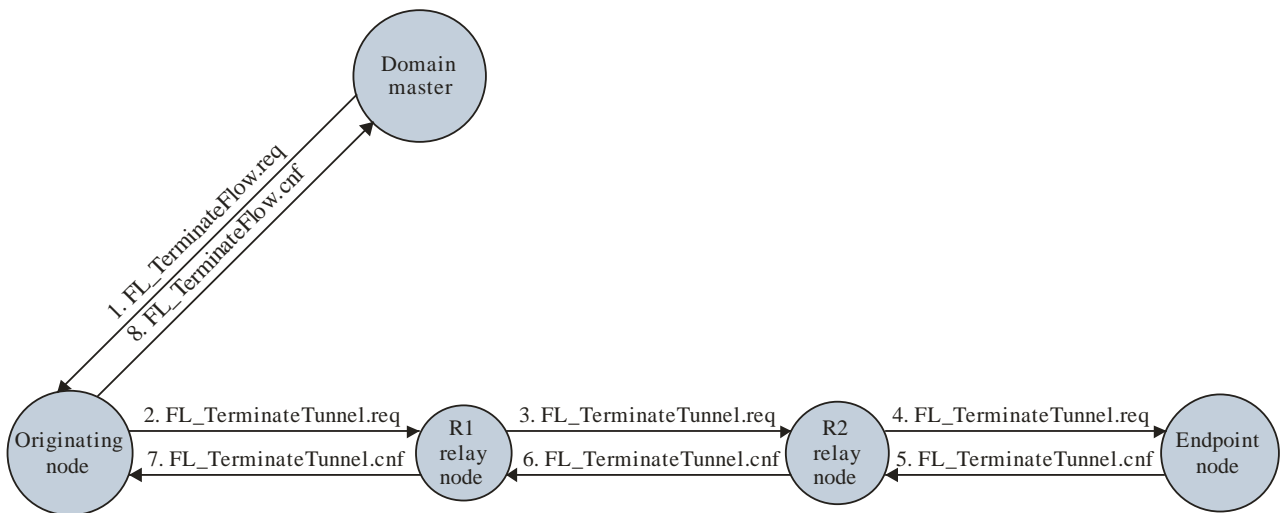 Domain
master
1. FL_TerminateFlow.req
8. FL_TerminateFlow.cnf
Originating
node
2. FL_TerminateTunnel.req
7. FL_TerminateTunnel.cnf
R1
relay
node
3. FL_TerminateTunnel.req
6. FL_TerminateTunnel.cnf
R2
relay
node
4. FL_TerminateTunnel.req
5. FL_TerminateTunnel.cnf
Endpoint
node